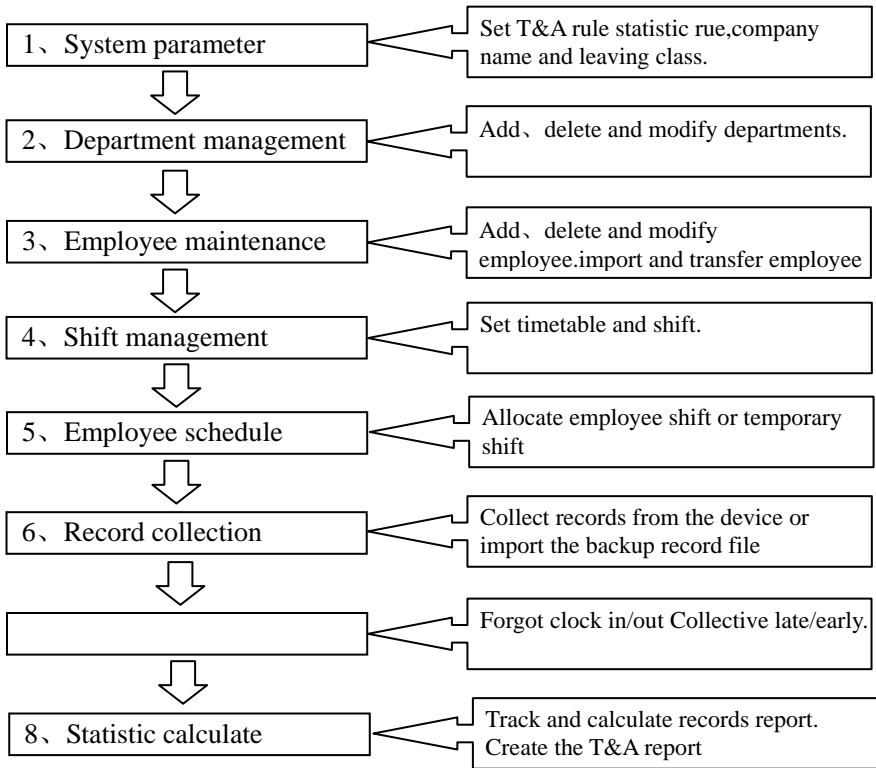 1、System parameter
Set T&A rule statistic rue,company
name and leaving class.
2、Department management
Add、delete and modify departments.
3、Employee maintenance
Add、delete and modify
employee.import and transfer employee
4、Shift management
Set timetable and shift.
5、Employee schedule
Allocate employee shift or temporary
shift
6、Record collection
Collect records from the device or
import the backup record file
Forgot clock in/out Collective late/early.
8、Statistic calculate
Track and calculate records report.
Create the T&A report